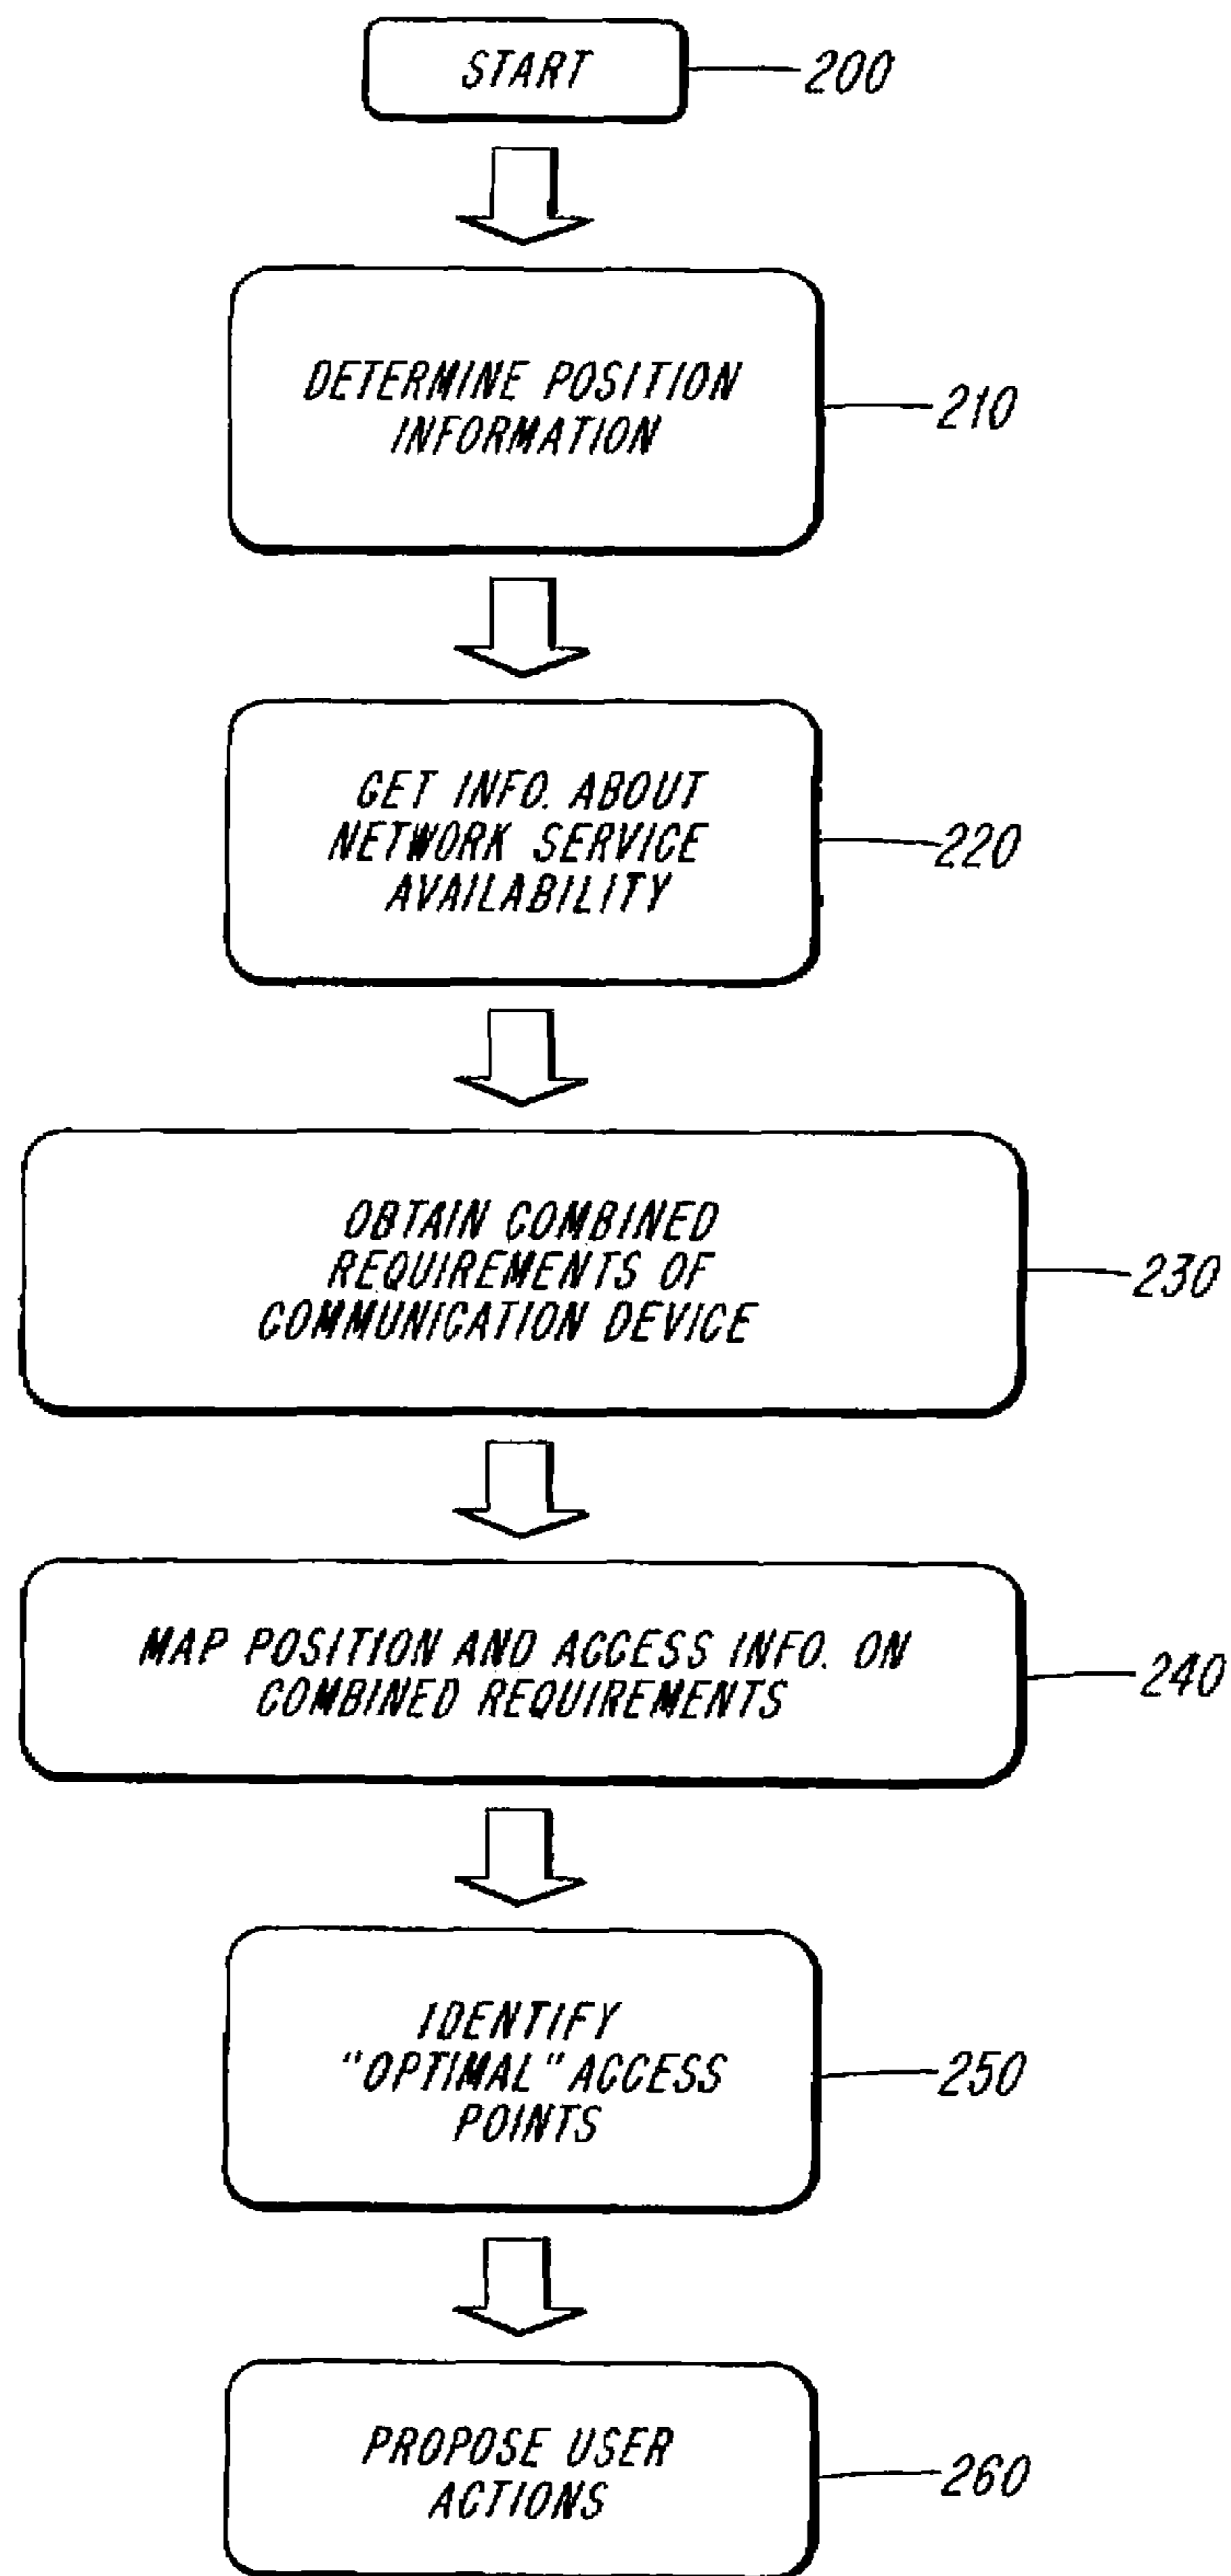 START
200
DETERMINE POSITION
INFORMATION
210
GET INFO. ABOUT
NETWORK SERVICE
AVAILABILITY
220
OBTAIN COMBINED
REQUIREMENTS OF
COMMUNICATION DEVICE
230
MAP POSITION AND ACCESS INFO. ON
COMBINED REQUIREMENTS
240
IDENTIFY
"OPTIMAL" ACCESS
POINTS
250
PROPOSE USER
ACTIONS
260